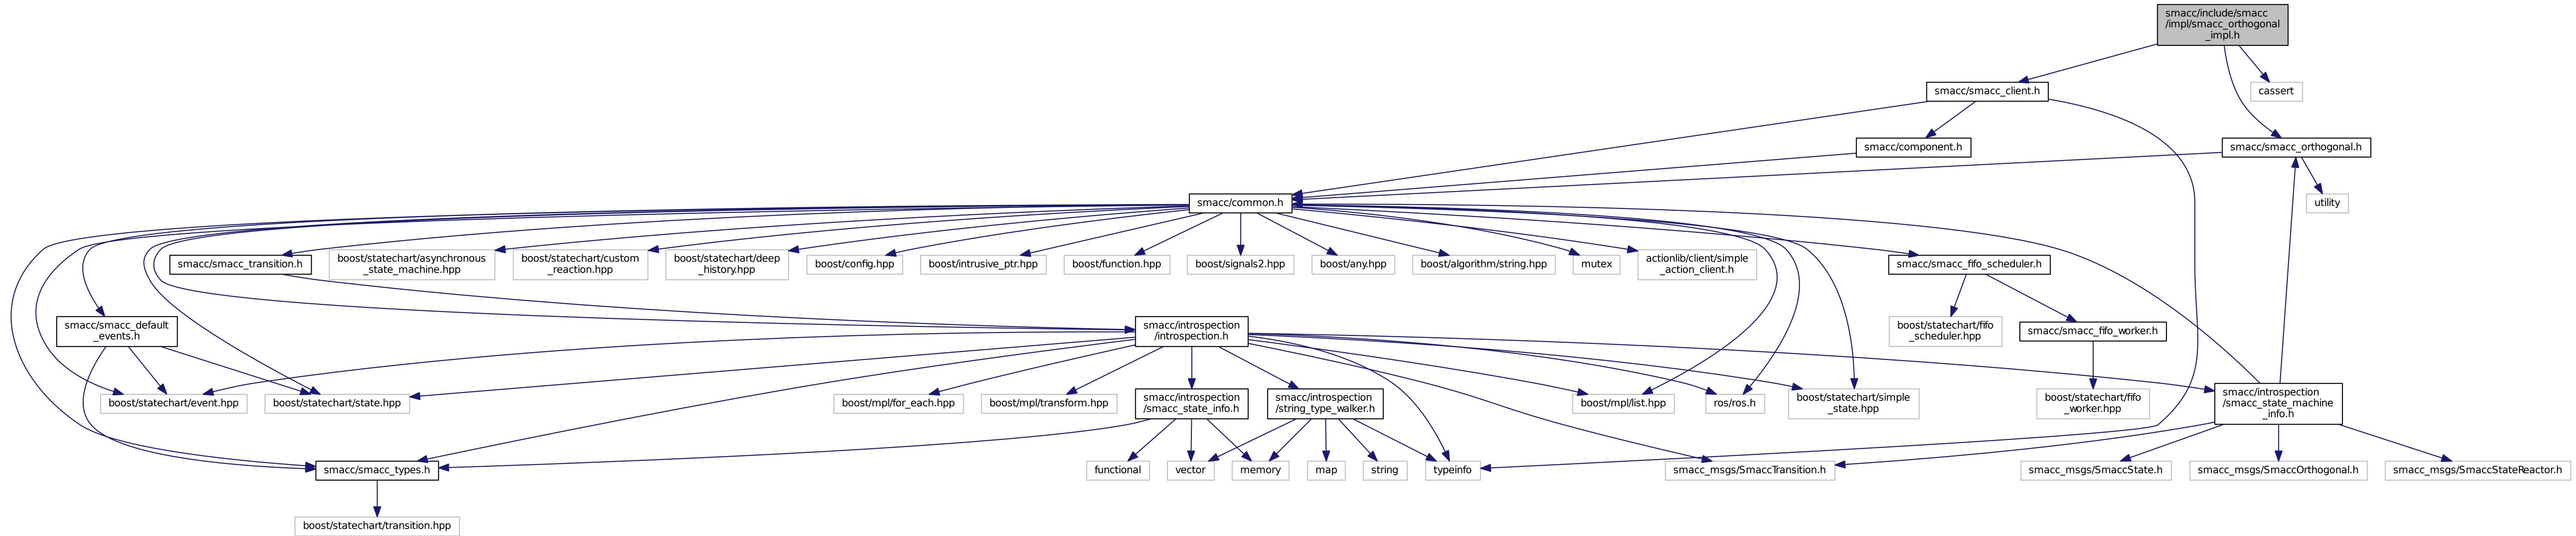 smacc/include/smacc
/impl/smacc_orthogonal
_impl.h
smacc/smacc_client.h
cassert
smacc/component.h
smacc/smacc_orthogonal.h
smacc/common.h
utility
smacc/smacc_transition.h
boost/statechart/asynchronous
_state_machine.hpp
boost/statechart/custom
_reaction.hpp
boost/statechart/deep
_history.hpp
boost/config.hpp
boost/intrusive_ptr.hpp
boost/function.hpp
boost/signals2.hpp
boost/any.hpp
boost/algorithm/string.hpp
mutex
actionlib/client/simple
_action_client.h
smacc/smacc_fifo_scheduler.h
smacc/smacc_default
_events.h
smacc/introspection
/introspection.h
boost/statechart/fifo
_scheduler.hpp
smacc/smacc_fifo_worker.h
boost/statechart/event.hpp
boost/statechart/state.hpp
boost/mpl/for_each.hpp
boost/mpl/transform.hpp
smacc/introspection
/smacc_state_info.h
smacc/introspection
/string_type_walker.h
boost/mpl/list.hpp
ros/ros.h
boost/statechart/simple
_state.hpp
boost/statechart/fifo
_worker.hpp
smacc/introspection
/smacc_state_machine
_info.h
smacc/smacc_types.h
functional
vector
memory
map
string
typeinfo
smacc_msgs/SmaccTransition.h
smacc_msgs/SmaccState.h
smacc_msgs/SmaccOrthogonal.h
smacc_msgs/SmaccStateReactor.h
boost/statechart/transition.hpp